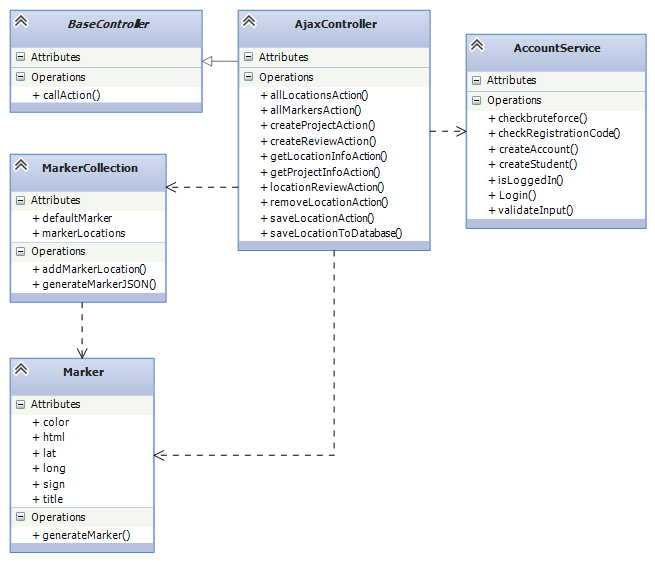 BaseController
Attributes
Operations
+ callAction()
AjaxController
Attributes
Operations
+ allLocationsAction()
+ allMarkersAction()
+ createProjectAction()
+ createReviewAction()
+ getLocationInfoAction()
+ getProjectInfoAction()
+ locationReviewAction()
+ removeLocationAction()
+ saveLocationAction()
+ saveLocationToDatabase()
AccountService
Attributes
Operations
+ checkbruteforce()
+ checkRegistrationCode()
+ createAccount()
+ createStudent()
+ isLoggedIn()
+ Login()
+ validateInput()
MarkerCollection
Attributes
+ defaultMarker
+ markerLocations
Operations
+ addMarkerLocation()
+ generateMarkerJSON()
Marker
Attributes
+ color
+ html
+ lat
+ long
+ sign
+ title
Operations
+ generateMarker()